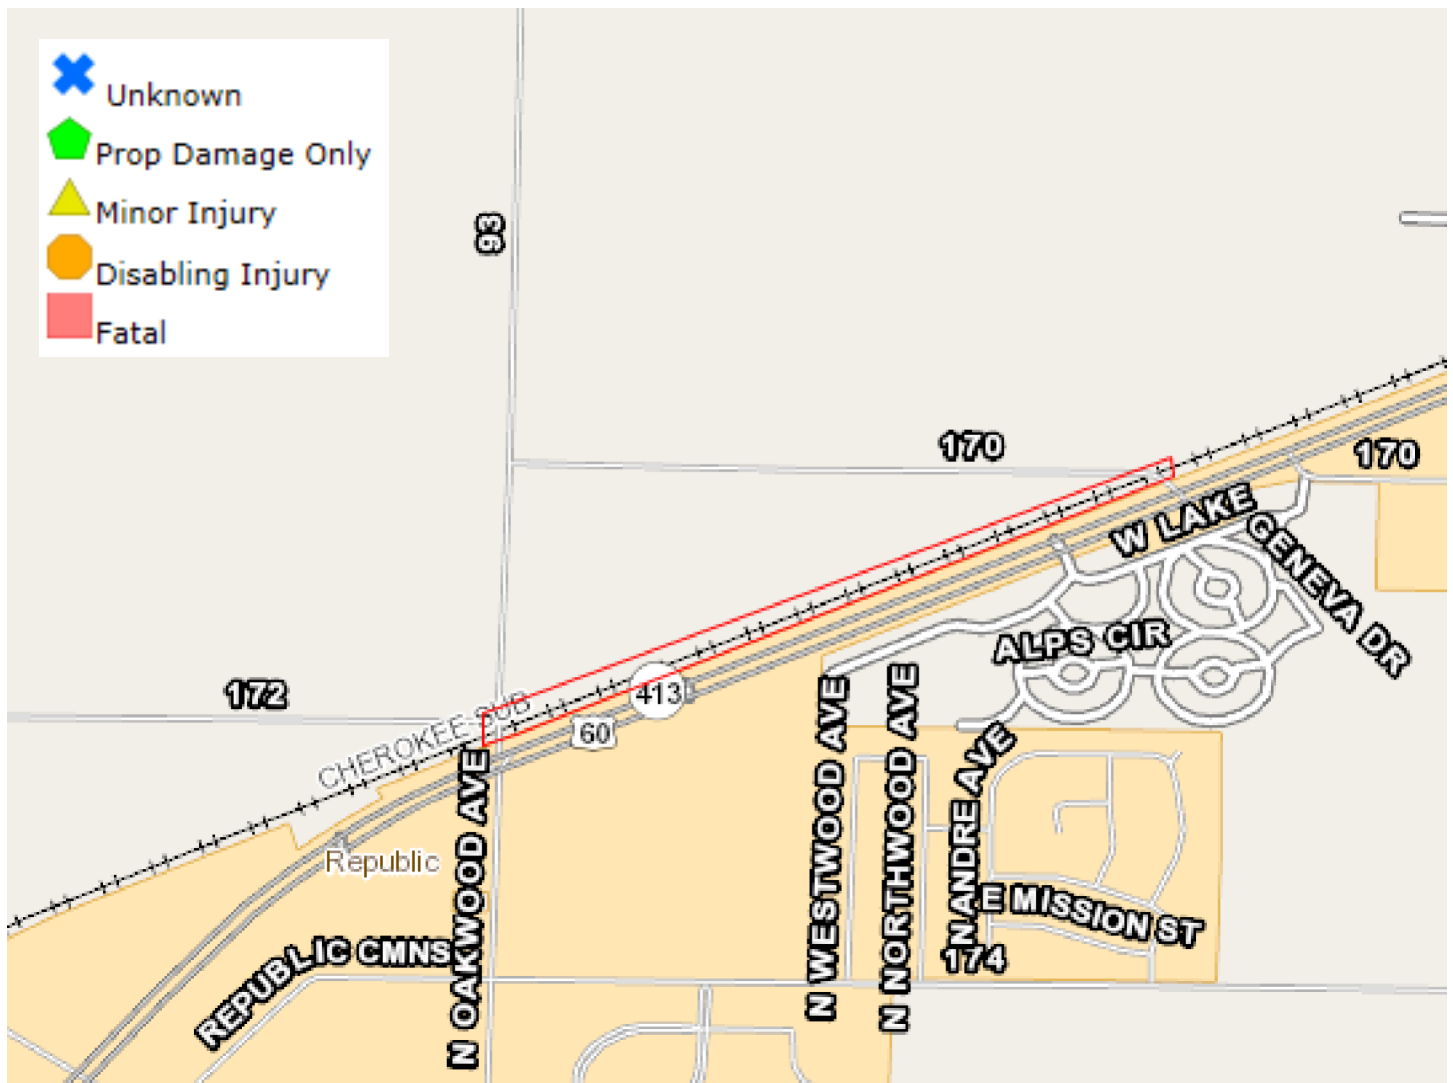 Unknown
Prop Damage Only
Minor Injury
Disabling Injury
Fatal
93
170
170
W LAKE
GENEVA DR
ALPS CIR
172
CHEROKEE SUB
413
60
N OAKWOOD AVE
N WESTWOOD AVE
N NORTHWOOD AVE
N ANDRE AVE
Republic
E MISSION ST
REPUBLIC CMNS
174